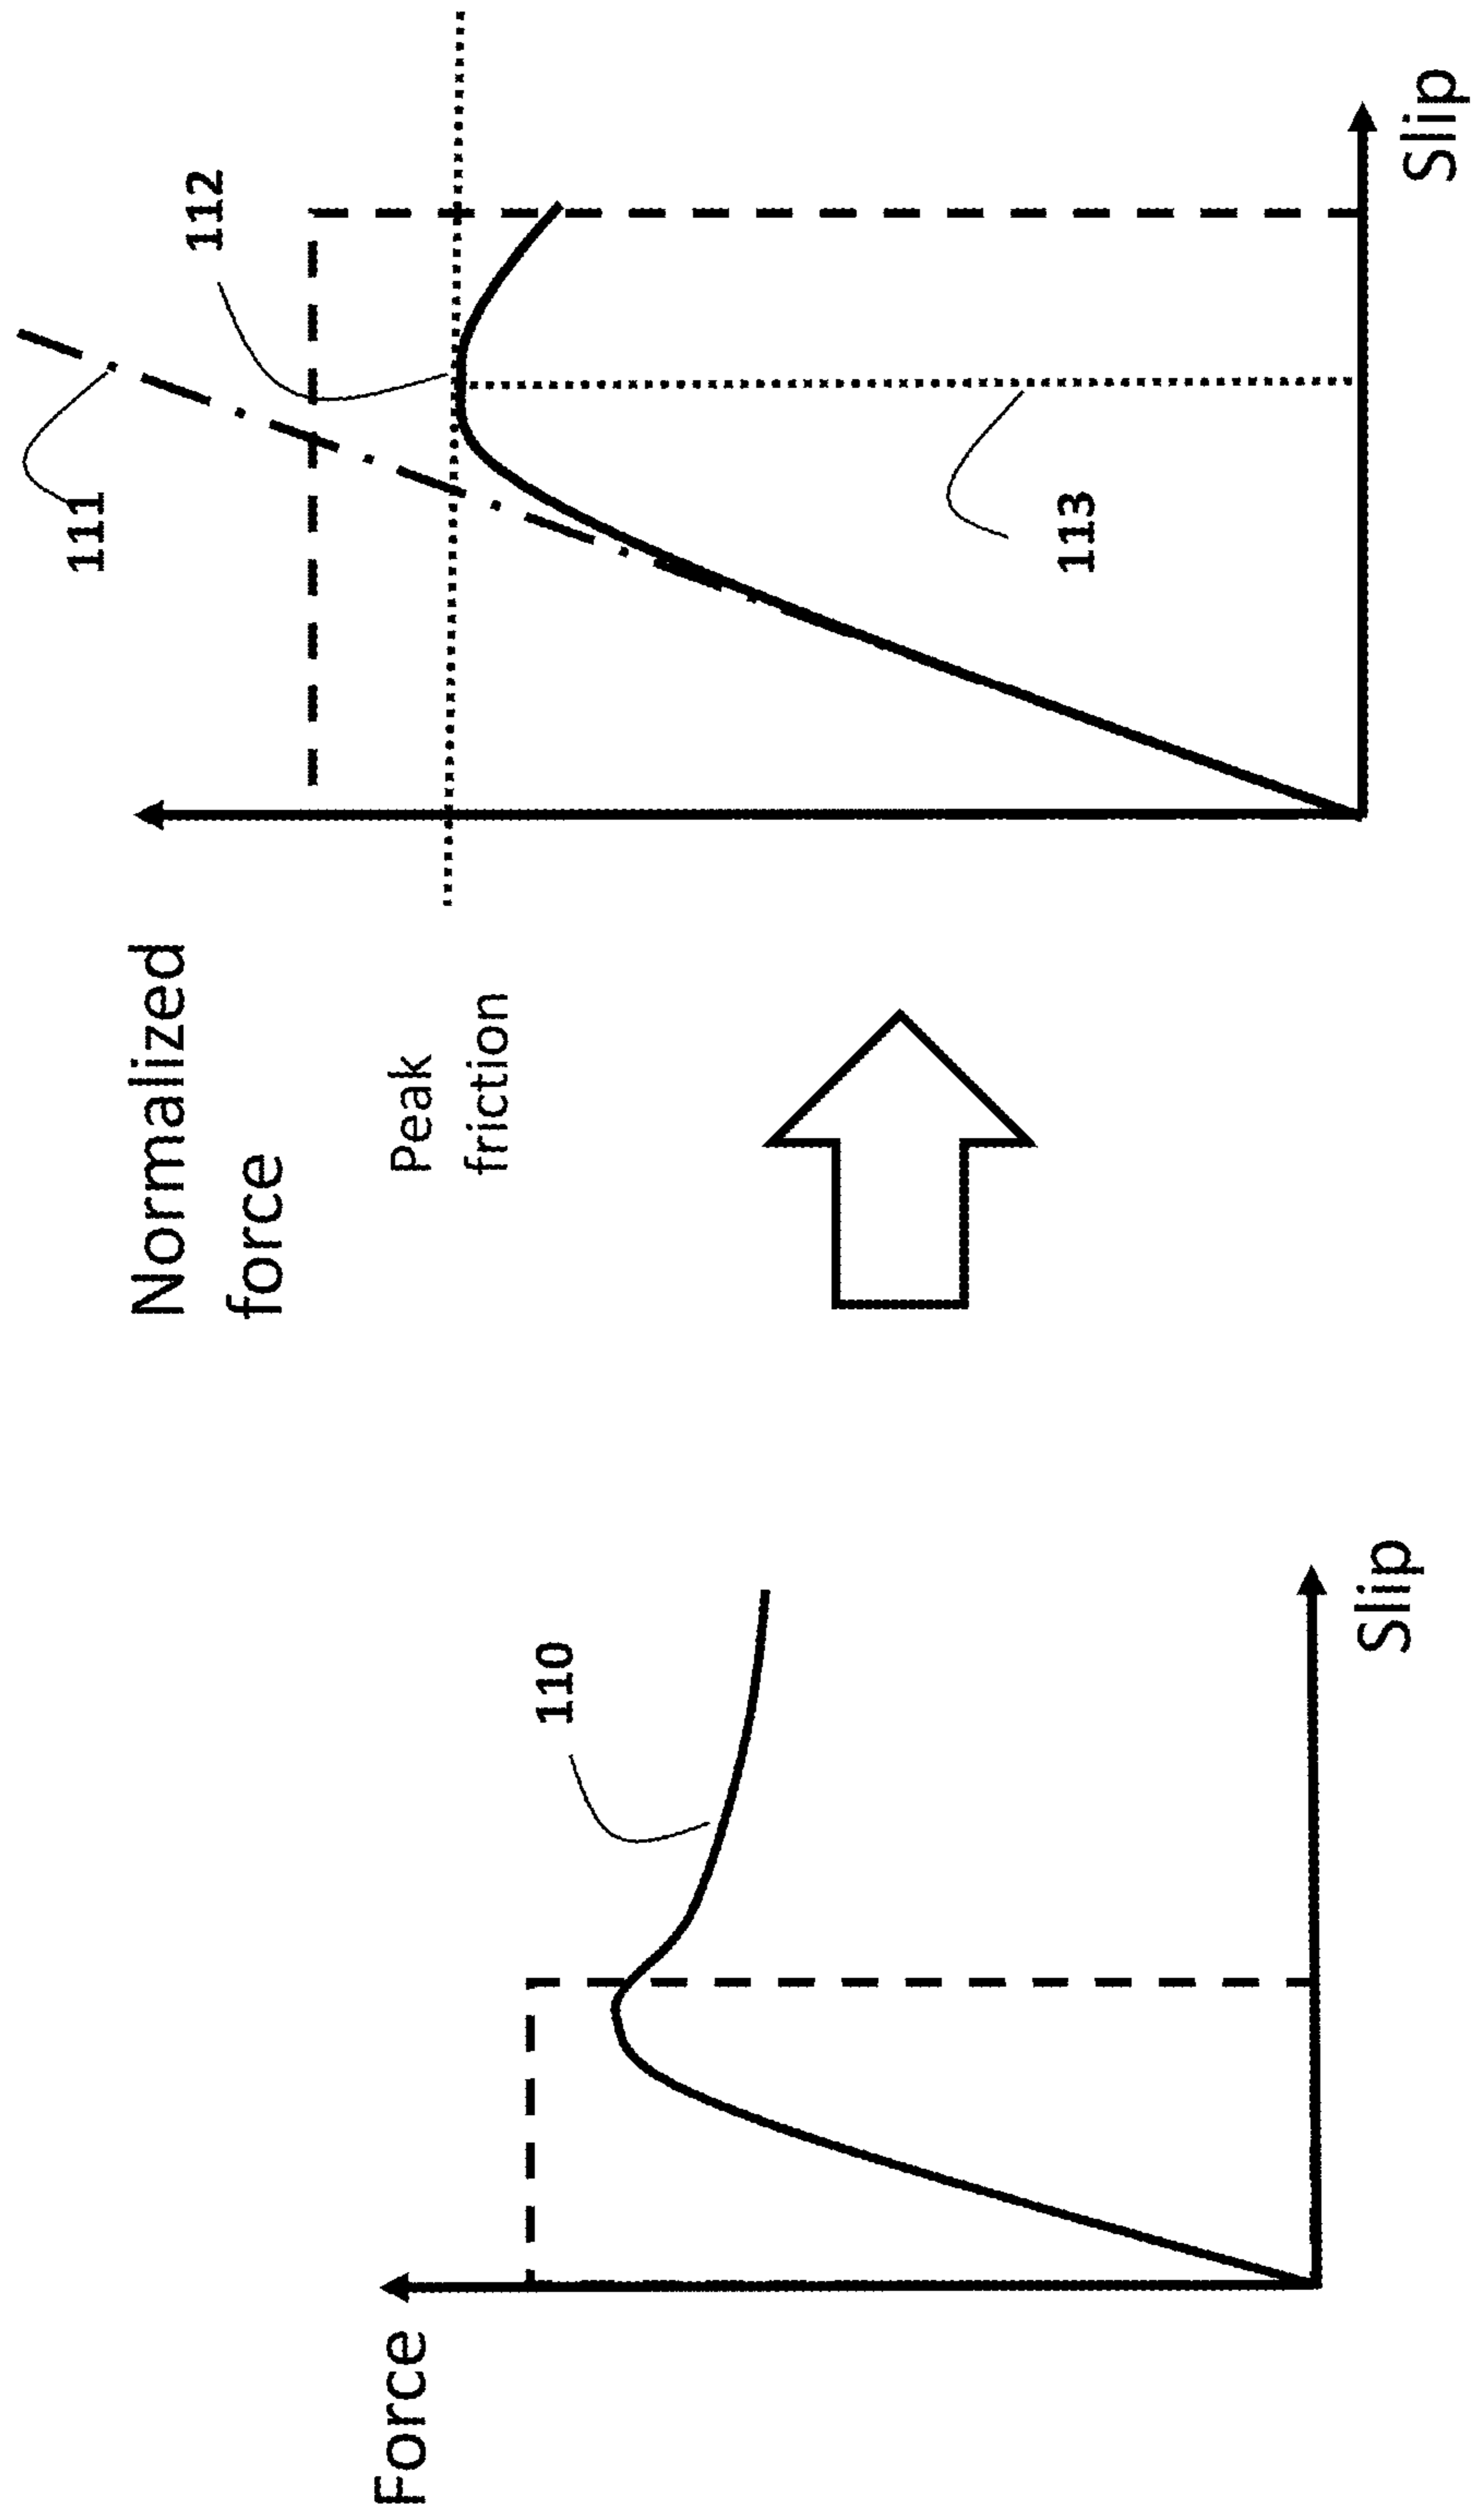 Force
110
Slip
Normalized
force
Peak
friction
111
112
113
Slip